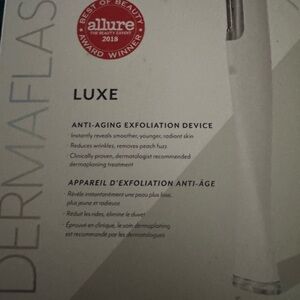 BEST OF BEAUTY
allure
THE BEAUTY EXPERT
2018
AWARD WINNER
DERMAFLAS
LUXE
ANTI-AGING EXFOLIATION DEVICE
Instantly reveals smoother, younger, radiant skin
Reduces wrinkles, removes peach fuzz
Clinically proven, dermatologist recommended
dermaplaning treatment
APPAREIL D'EXFOLIATION ANTI-ÂGE
- Révèle instantanément une peau plus lisse,
plus jeune et radieuse
- Réduit les rides, élimine le duvet
- Éprouvé en clinique, le soin dermaplaning
est recommandé par les dermatologues